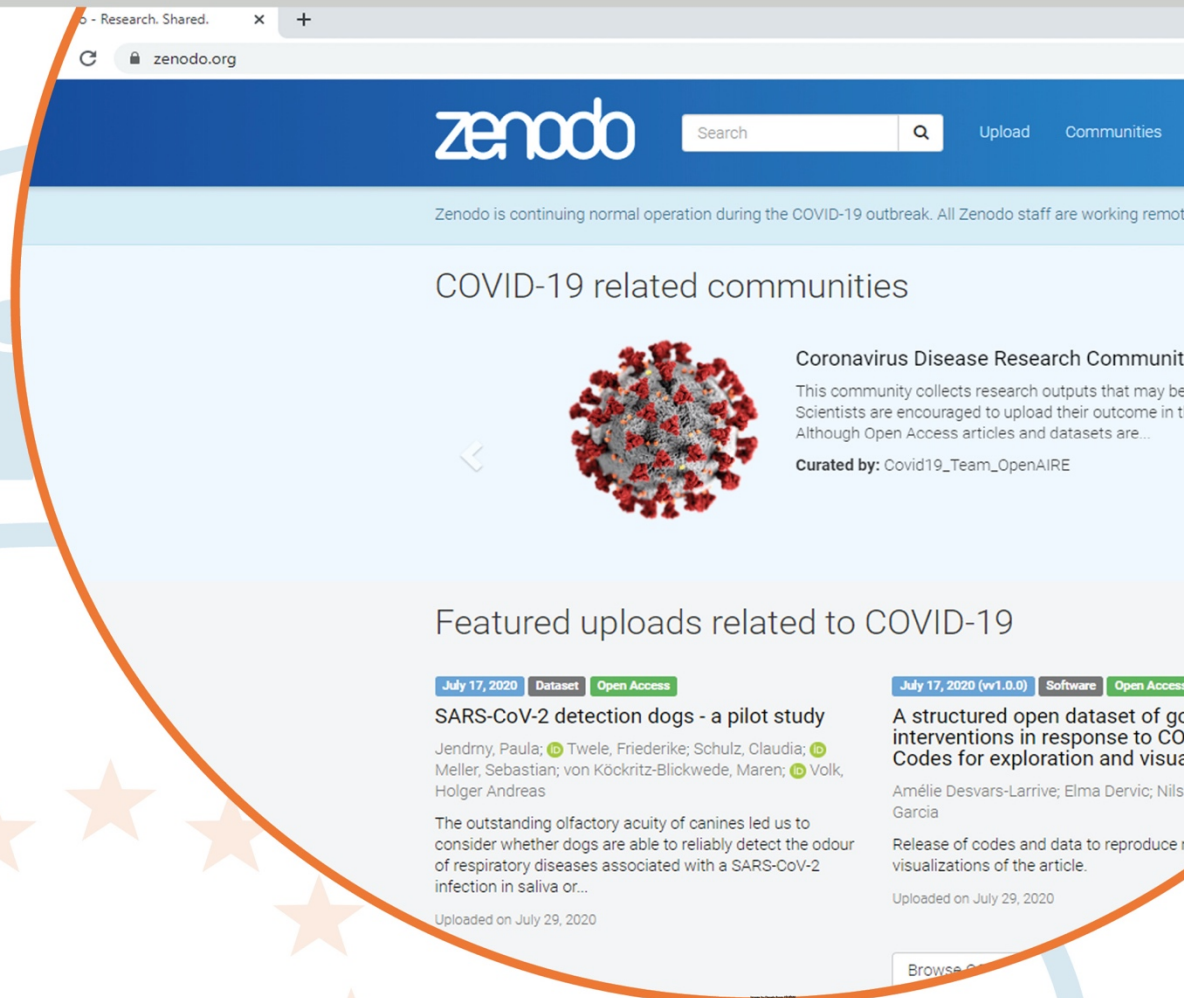 - Research. Shared.
zenodo.org
zenodo
Search
Upload
Communities
Zenodo is continuing normal operation during the COVID-19 outbreak. All Zenodo staff are working remot
COVID-19 related communities
Coronavirus Disease Research Communit
This community collects research outputs that may be
Scientists are encouraged to upload their outcome in t
Although Open Access articles and datasets are...
Curated by: Covid19_Team_OpenAIRE
Featured uploads related to COVID-19
July 17, 2020 Dataset Open Access
SARS-CoV-2 detection dogs - a pilot study
Jendrny, Paula; Twele, Friederike; Schulz, Claudia;
Meller, Sebastian; von Köckritz-Blickwede, Maren; Volk,
Holger Andreas
The outstanding olfactory acuity of canines led us to
consider whether dogs are able to reliably detect the odour
of respiratory diseases associated with a SARS-CoV-2
infection in saliva or...
Uploaded on July 29, 2020
July 17, 2020 (vv1.0.0) Software Open Access
A structured open dataset of go
interventions in response to CO
Codes for exploration and visua
Amélie Desvars-Larrive; Elma Dervic; Nils
Garcia
Release of codes and data to reproduce
visualizations of the article.
Uploaded on July 29, 2020
Browse